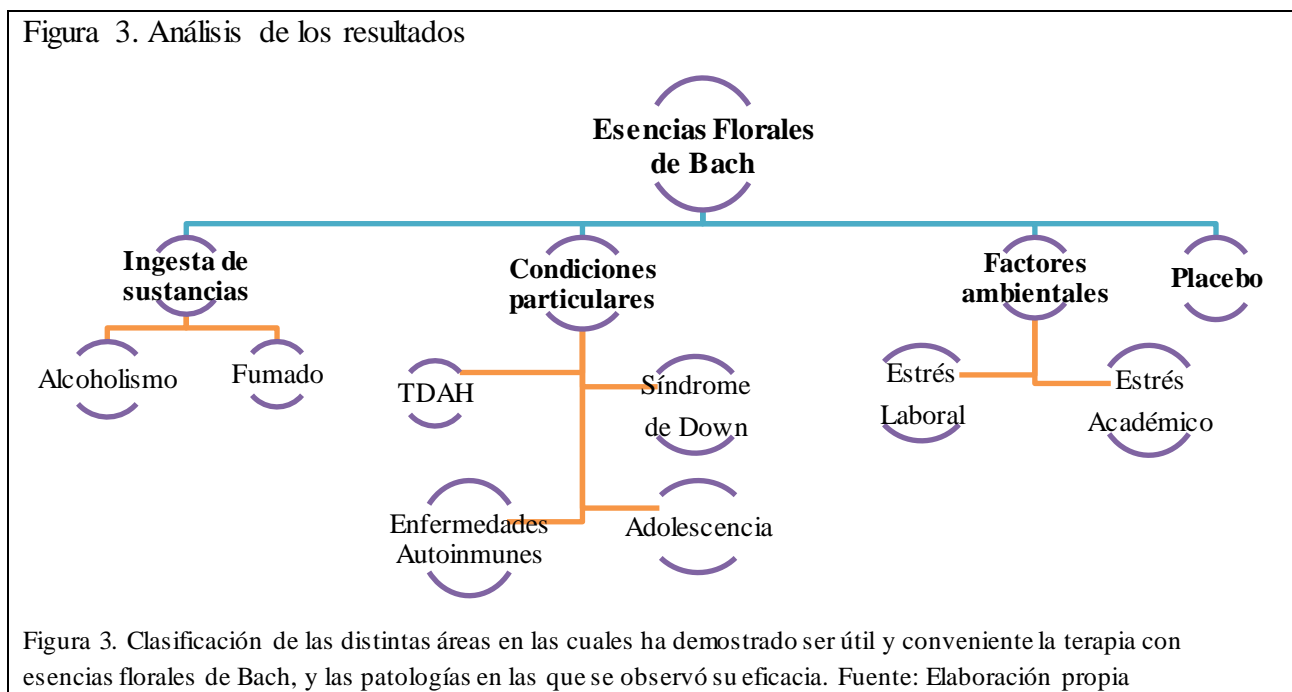 Figura 3. Análisis de los resultados
Esencias Florales
de Bach
Ingesta de
sustancias
Condiciones
particulares
Factores
ambientales
Placebo
Alcoholismo
Fumado
TDAH
Síndrome
de Down
Enfermedades
Autoinmunes
Adolescencia
Estrés
Laboral
Estrés
Académico
Figura 3. Clasificación de las distintas áreas en las cuales ha demostrado ser útil y conveniente la terapia con
esencias florales de Bach, y las patologías en las que se observó su eficacia. Fuente: Elaboración propia